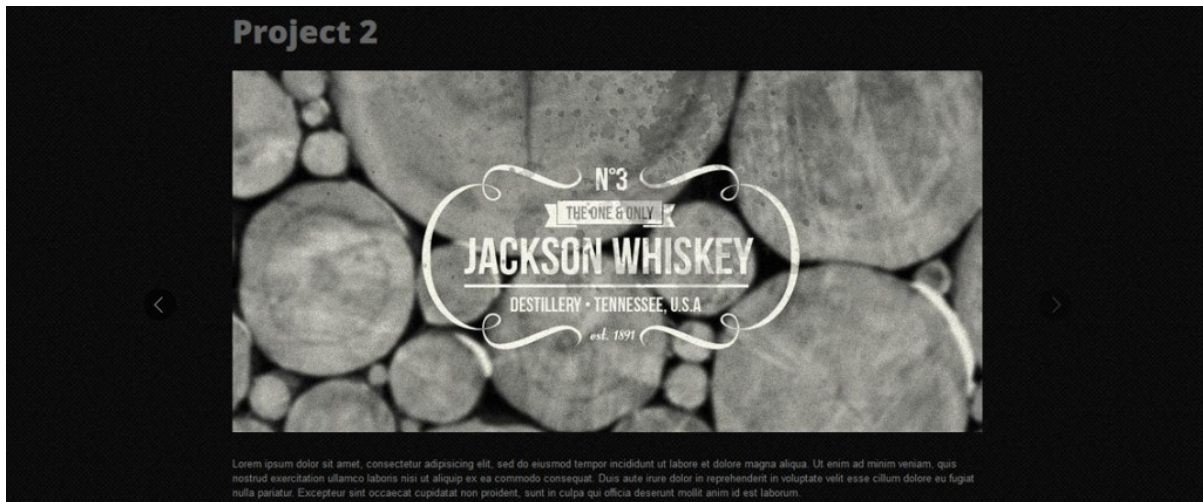 Project 2
N°3
THE ONE & ONLY
JACKSON WHISKEY
DESTILLERY • TENNESSEE, U.S.A
est. 1891
Lorem ipsum dolor sit amet, consectetur adipisicing elit, sed do eiusmod tempor incididunt ut labore et dolore magna aliqua. Ut enim ad minim veniam, quis
nostrud exercitation ullamco laboris nisi ut aliquip ex ea commodo consequat. Duis aute irure dolor in reprehenderit in voluptate velit esse cillum dolore eu fugiat
nulla pariatur. Excepteur sint occaecat cupidatat non proident, sunt in culpa qui officia deserunt mollit anim id est laborum.